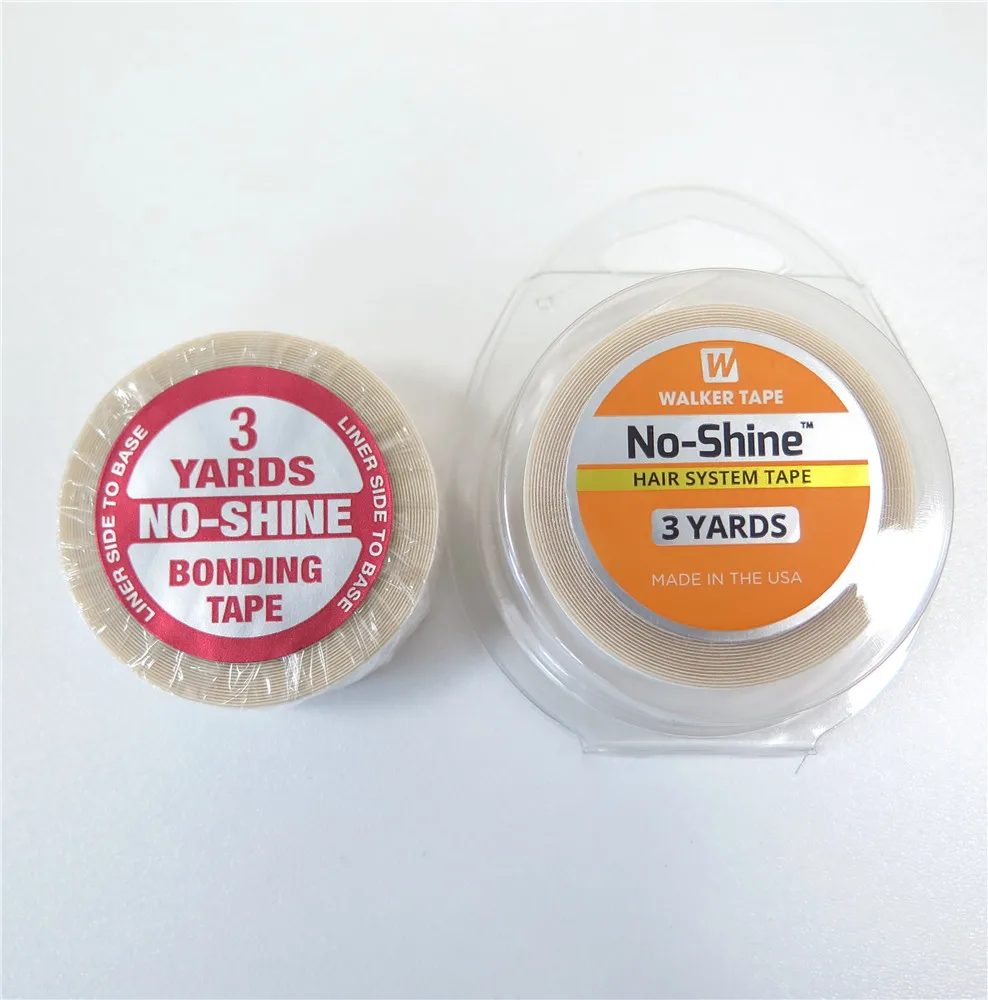 3
YARDS
NO-SHINE
BONDING
TAPE
LINER SIDE TO BASE
LINER SIDE TO BASE
W
WALKER TAPE
No-Shine™
HAIR SYSTEM TAPE
3 YARDS
MADE IN THE USA